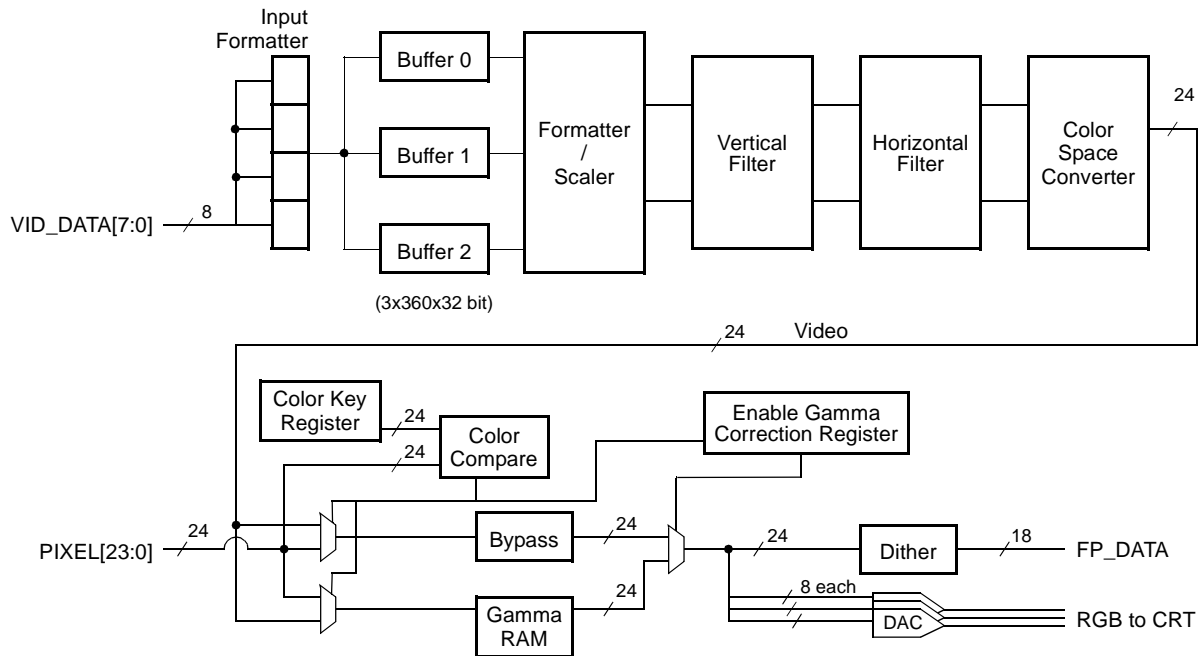 Input
Formatter
Buffer 0
Buffer 1
Buffer 2
(3x360x32 bit)
Formatter
/
Scaler
Vertical
Filter
Horizontal
Filter
Color
Space
Converter
24
VID_DATA[7:0]
8
24
Video
Color Key
Register
24
Color
Compare
24
Enable Gamma
Correction Register
PIXEL[23:0]
24
Bypass
24
24
Dither
18
FP_DATA
Gamma
RAM
24
8 each
DAC
RGB to CRT